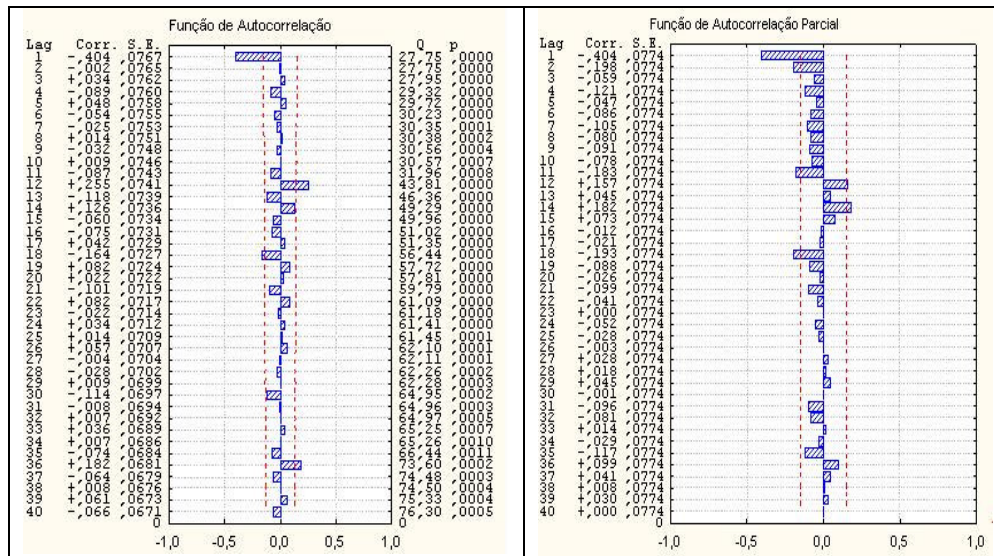 Função de Autocorrelação
Lag Corr. S.E. Q p
1 -,404 ,0767 27,75 ,0000
2 -,002 ,0765 27,75 ,0000
3 +,034 ,0762 27,95 ,0000
4 -,089 ,0760 29,32 ,0000
5 +,048 ,0758 29,72 ,0000
6 -,054 ,0755 30,23 ,0000
7 -,025 ,0753 30,35 ,0001
8 +,014 ,0751 30,38 ,0002
9 -,032 ,0748 30,56 ,0004
10 +,009 ,0746 30,57 ,0007
11 -,087 ,0743 31,96 ,0008
12 +,255 ,0741 43,81 ,0000
13 -,118 ,0739 46,36 ,0000
14 +,126 ,0736 49,29 ,0000
15 -,060 ,0734 49,96 ,0000
16 -,075 ,0731 51,02 ,0000
17 +,042 ,0729 51,35 ,0000
18 -,164 ,0727 56,44 ,0000
19 +,082 ,0724 57,72 ,0000
20 +,022 ,0722 57,81 ,0000
21 -,101 ,0719 59,79 ,0000
22 +,082 ,0717 61,09 ,0000
23 -,022 ,0714 61,18 ,0000
24 +,034 ,0712 61,41 ,0000
25 +,014 ,0709 61,45 ,0001
26 +,057 ,0707 62,10 ,0001
27 -,004 ,0704 62,11 ,0001
28 -,028 ,0702 62,26 ,0002
29 +,009 ,0699 62,28 ,0003
30 -,114 ,0697 64,96 ,0002
31 -,008 ,0694 64,96 ,0003
32 +,007 ,0692 64,97 ,0005
33 +,036 ,0689 65,25 ,0007
34 +,007 ,0686 65,26 ,0010
35 -,074 ,0684 66,44 ,0011
36 +,182 ,0681 73,60 ,0002
37 -,064 ,0679 74,48 ,0003
38 -,008 ,0676 74,50 ,0004
39 +,061 ,0673 75,33 ,0004
40 -,066 ,0671 76,30 ,0005
0 0
-1,0 -0,5 0,0 0,5 1,0
Função de Autocorrelação Parcial
Lag Corr. S.E.
1 -,404 ,0774
2 -,198 ,0774
3 -,059 ,0774
4 -,121 ,0774
5 -,047 ,0774
6 -,086 ,0774
7 -,105 ,0774
8 -,080 ,0774
9 -,091 ,0774
10 -,078 ,0774
11 -,183 ,0774
12 +,157 ,0774
13 +,045 ,0774
14 +,182 ,0774
15 +,073 ,0774
16 -,012 ,0774
17 -,021 ,0774
18 -,193 ,0774
19 -,088 ,0774
20 -,026 ,0774
21 -,099 ,0774
22 -,041 ,0774
23 +,000 ,0774
24 -,052 ,0774
25 -,028 ,0774
26 -,003 ,0774
27 +,028 ,0774
28 +,018 ,0774
29 +,045 ,0774
30 -,001 ,0774
31 -,096 ,0774
32 -,081 ,0774
33 +,014 ,0774
34 -,029 ,0774
35 -,117 ,0774
36 +,099 ,0774
37 +,041 ,0774
38 +,008 ,0774
39 +,030 ,0774
40 +,000 ,0774
0
-1,0 -0,5 0,0 0,5 1,0